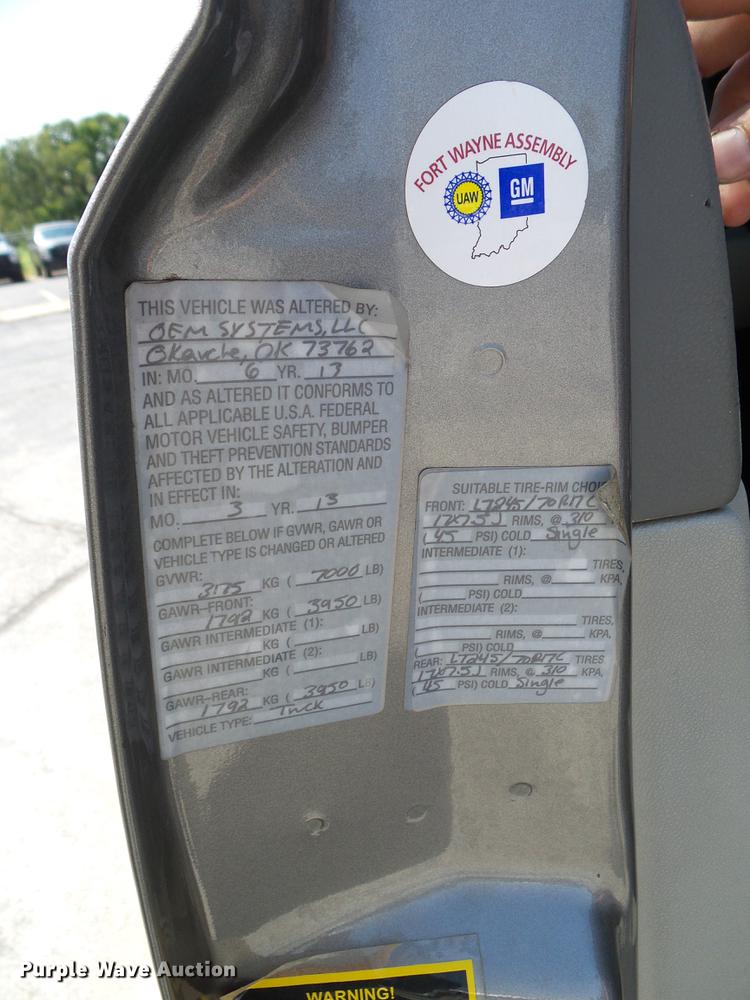 FORT WAYNE ASSEMBLY
UAW
GM
THIS VEHICLE WAS ALTERED BY:
OEM SYSTEMS, LLC
Okarche, OK 73762
IN: MO. 6 YR. 13
AND AS ALTERED IT CONFORMS TO
ALL APPLICABLE U.S.A. FEDERAL
MOTOR VEHICLE SAFETY, BUMPER
AND THEFT PREVENTION STANDARDS
AFFECTED BY THE ALTERATION AND
IN EFFECT IN:
MO. 3 YR. 13
COMPLETE BELOW IF GVWR, GAWR OR
VEHICLE TYPE IS CHANGED OR ALTERED
GVWR:
3175 KG ( 7000 LB)
GAWR-FRONT:
1792 KG ( 3950 LB)
GAWR INTERMEDIATE (1):
KG ( LB)
GAWR INTERMEDIATE (2):
KG ( LB)
GAWR-REAR:
1792 KG ( 3950 LB)
VEHICLE TYPE: Truck
SUITABLE TIRE-RIM
FRONT: LT245/70R17C
17X7.5J RIMS, @ 310
( 45 PSI) COLD Single
INTERMEDIATE (1):
TIRES,
RIMS, @ KPA,
( PSI) COLD
INTERMEDIATE (2):
TIRES,
RIMS, @ KPA,
( PSI) COLD
REAR: LT245/70R17C TIRES
17X7.5J RIMS, @ 310 KPA,
( 45 PSI) COLD Single
WARNING!
Purple Wave Auction